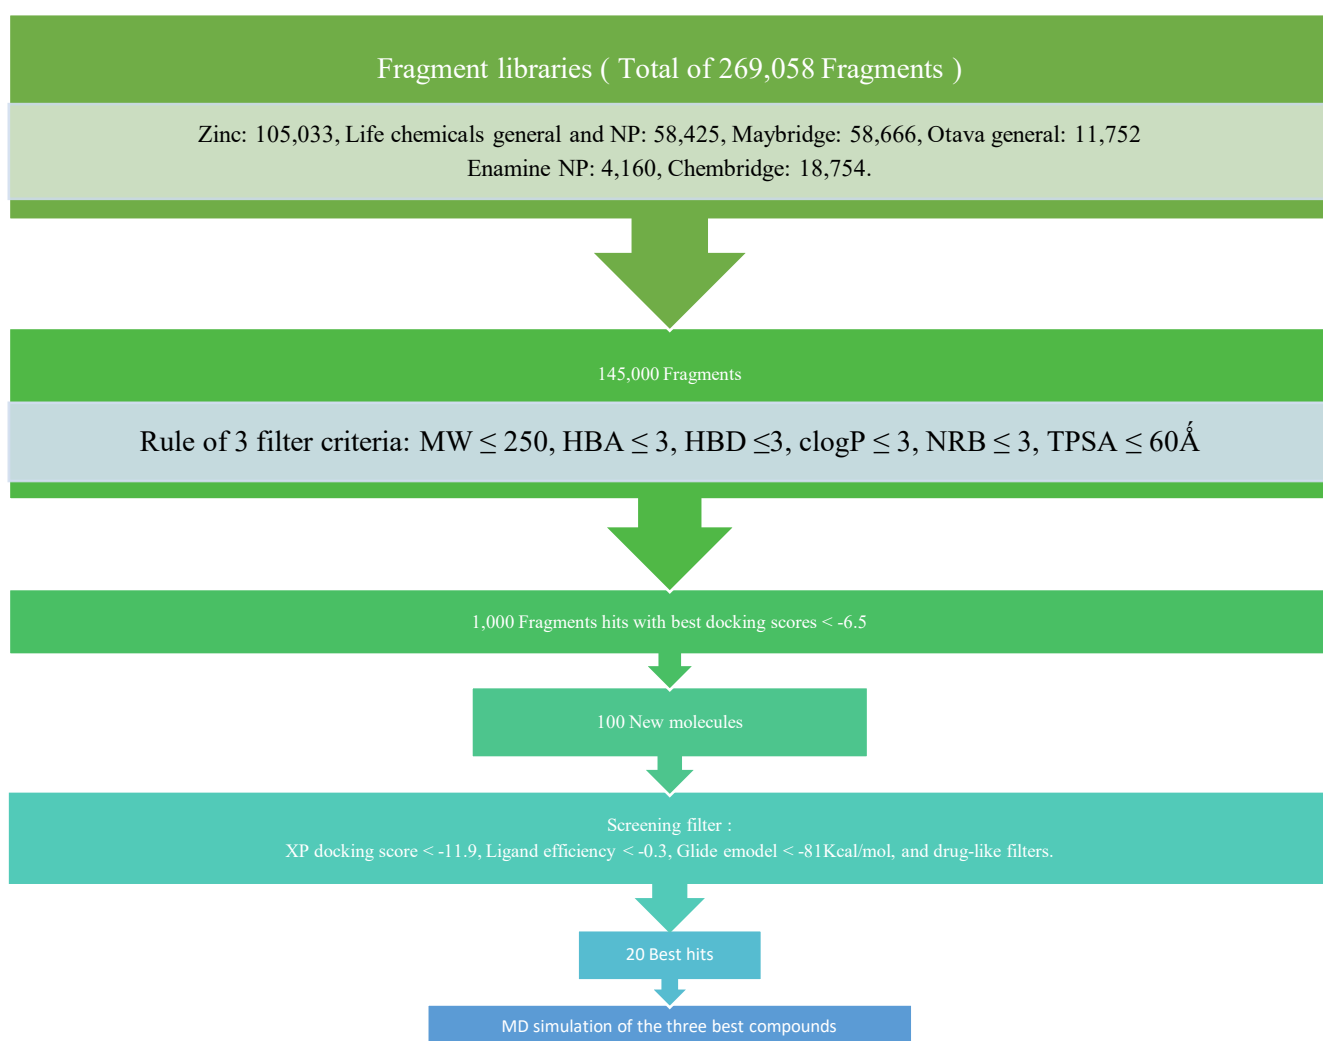 Fragment libraries ( Total of 269,058 Fragments )
Zinc: 105,033, Life chemicals general and NP: 58,425, Maybridge: 58,666, Otava general: 11,752
Enamine NP: 4,160, Chembridge: 18,754.
145,000 Fragments
Rule of 3 filter criteria: MW ≤ 250, HBA ≤ 3, HBD ≤3, clogP ≤ 3, NRB ≤ 3, TPSA ≤ 60Ǻ
1,000 Fragments hits with best docking scores < -6.5
100 New molecules
Screening filter :
XP docking score < -11.9, Ligand efficiency < -0.3, Glide emodel < -81Kcal/mol, and drug-like filters.
20 Best hits
MD simulation of the three best compounds